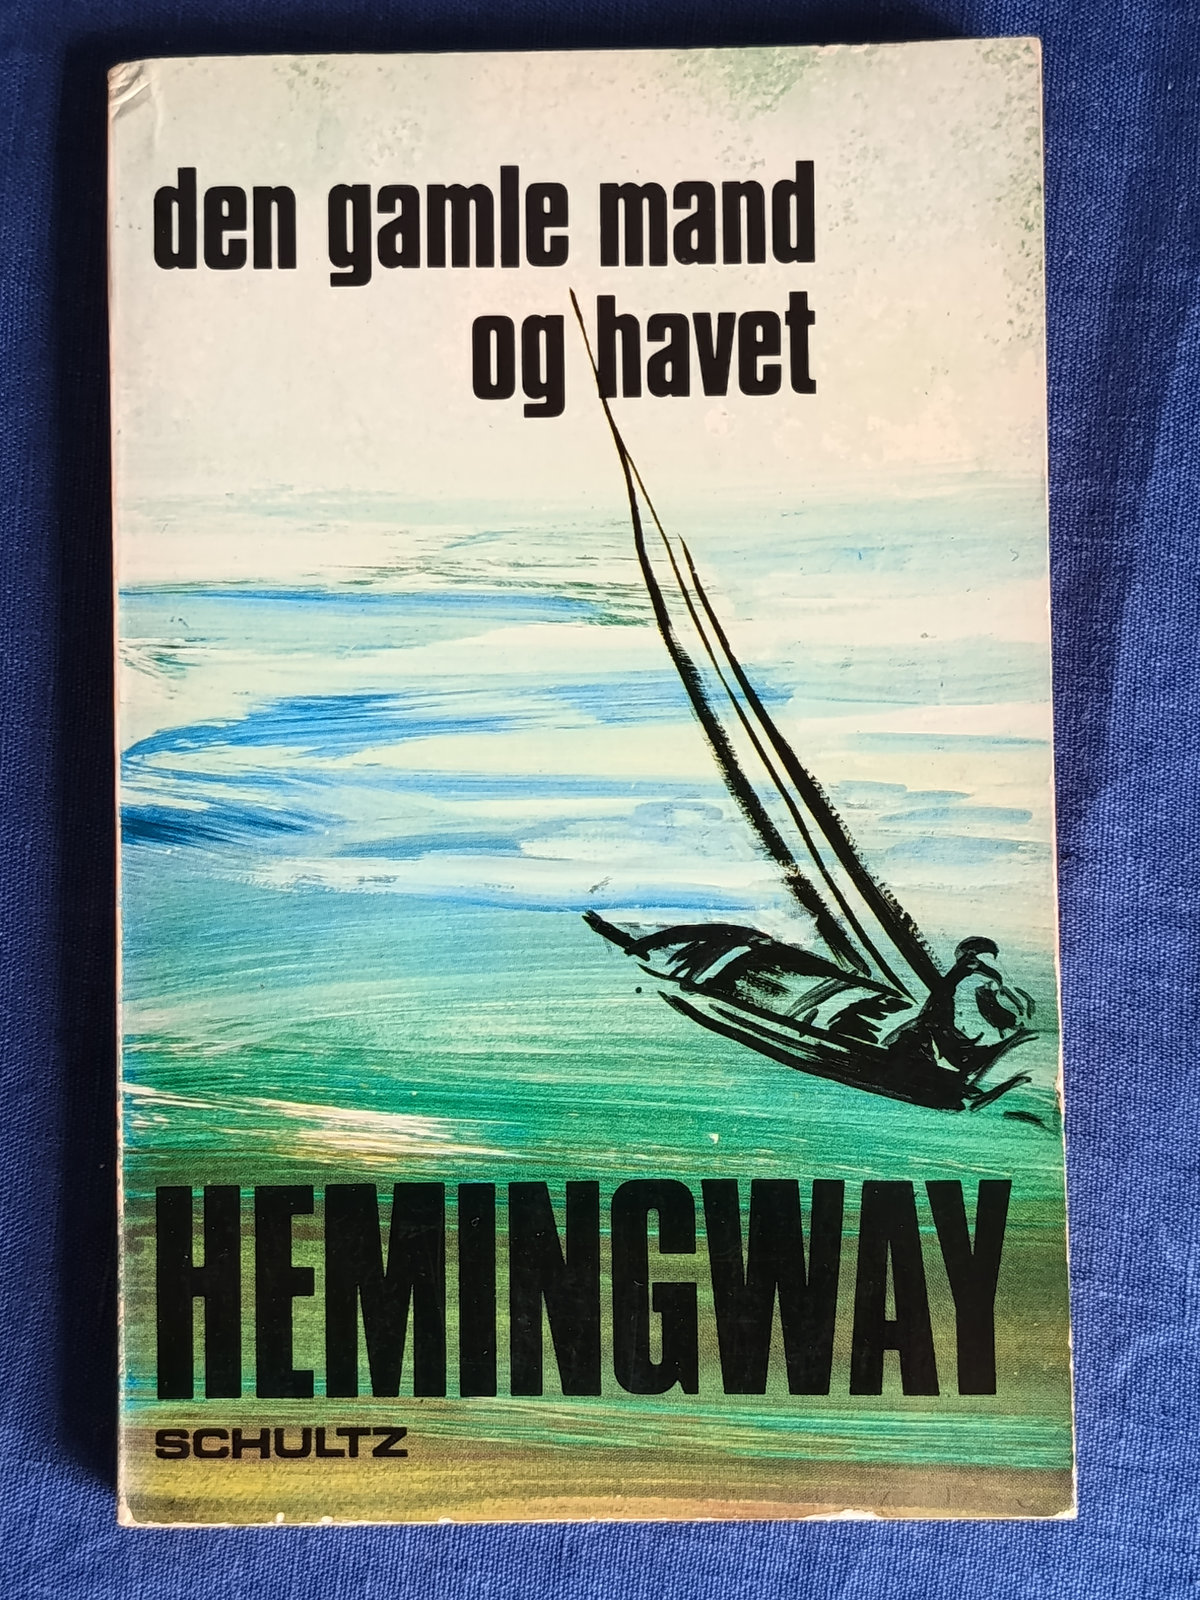 den gamle mand
og havet
HEMINGWAY
SCHULTZ